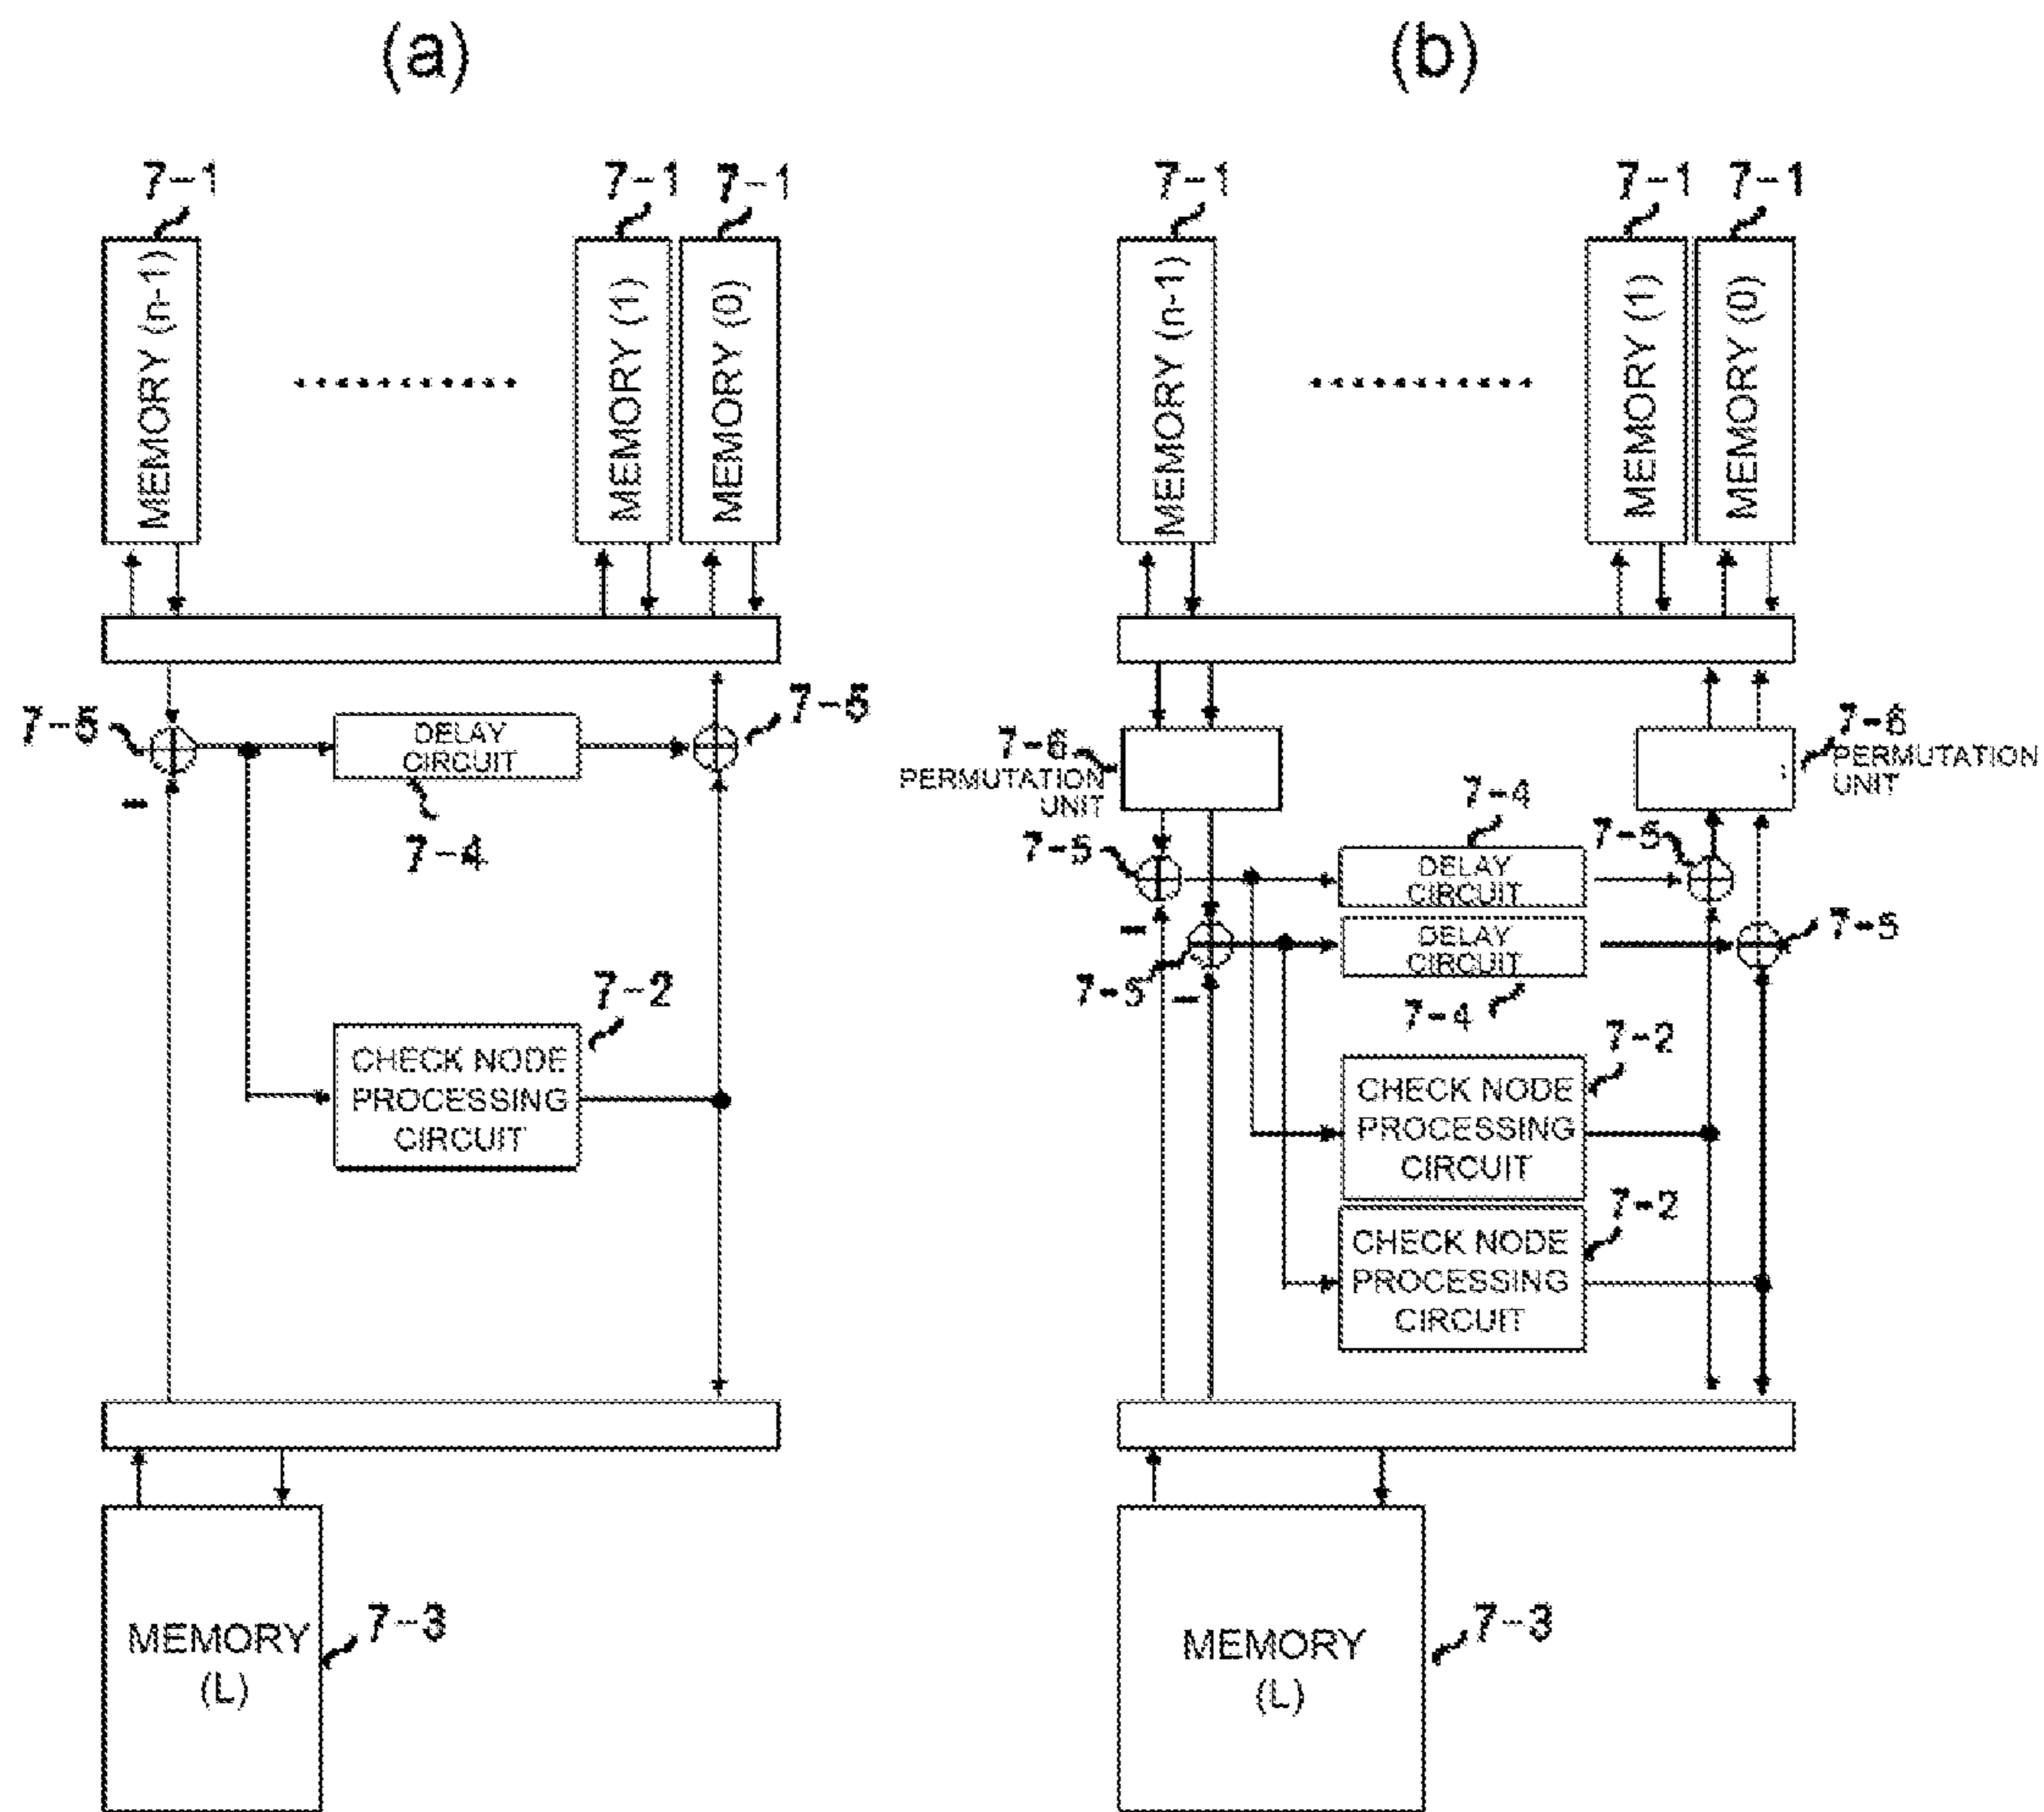 (a)
7-1
7-1
7-1
MEMORY (n-1)
MEMORY (1)
MEMORY (0)
7-5
7-5
DELAY
CIRCUIT
−
7-4
7-2
CHECK NODE
PROCESSING
CIRCUIT
MEMORY
(L)
7-3
(b)
7-1
7-1
7-1
MEMORY (n-1)
MEMORY (1)
MEMORY (0)
7-6
PERMUTATION
UNIT
7-6
PERMUTATION
UNIT
7-4
7-5
7-5
DELAY
CIRCUIT
−
7-5
DELAY
CIRCUIT
7-5
−
7-4
7-2
CHECK NODE
PROCESSING
CIRCUIT
7-2
CHECK NODE
PROCESSING
CIRCUIT
MEMORY
(L)
7-3